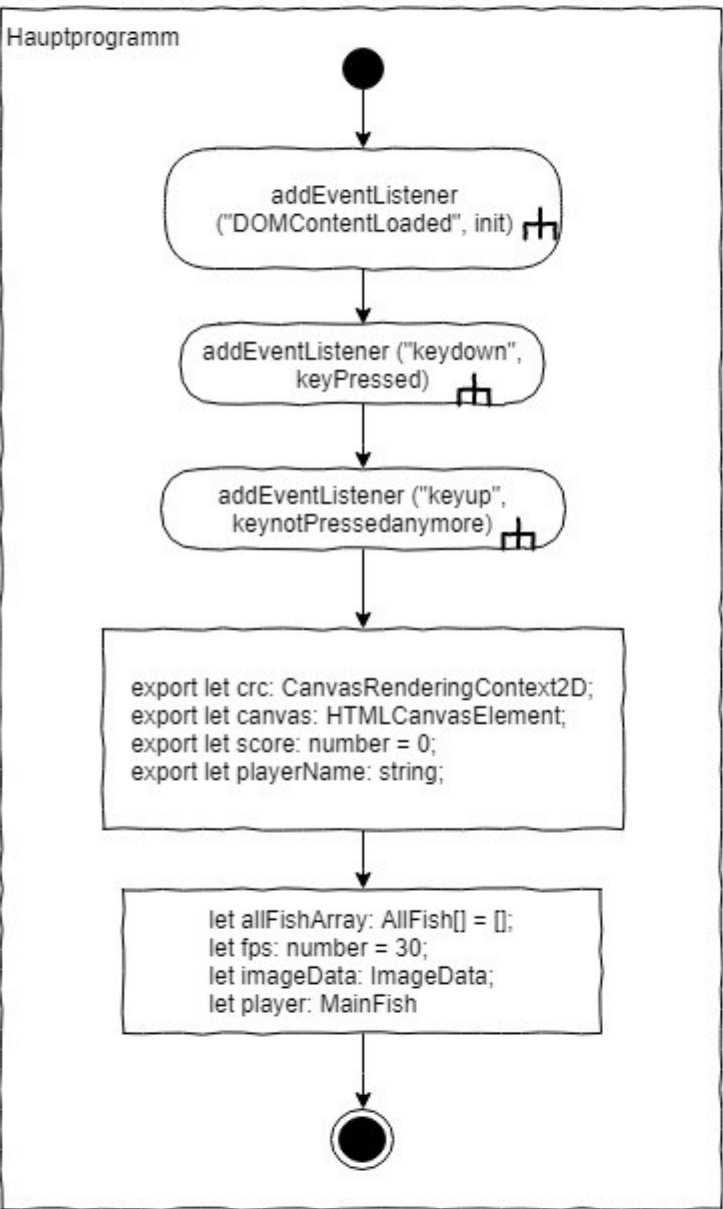 Hauptprogramm
addEventListener
("DOMContentLoaded", init)
addEventListener ("keydown",
keyPressed)
addEventListener ("keyup",
keynotPressedanymore)
export let crc: CanvasRenderingContext2D;
export let canvas: HTMLCanvasElement;
export let score: number = 0;
export let playerName: string;
let allFishArray: AllFish[] = [];
let fps: number = 30;
let imageData: ImageData;
let player: MainFish